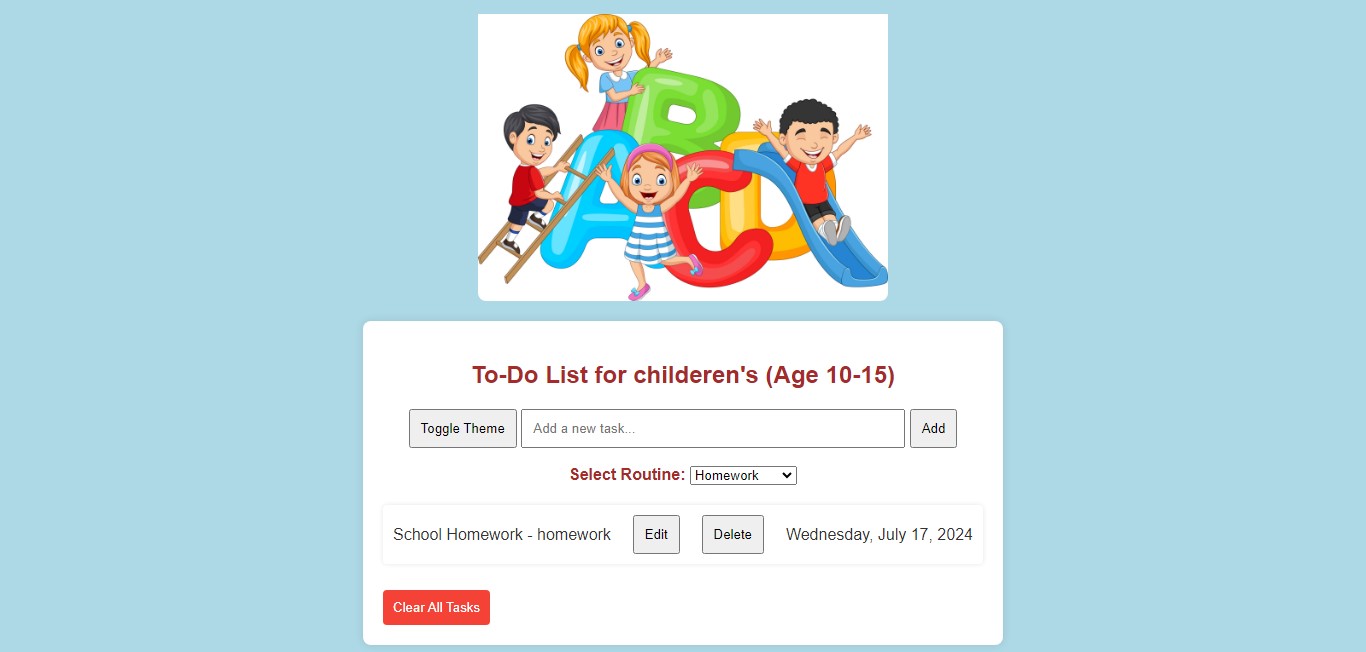 B
A C D
To-Do List for childeren's (Age 10-15)
Toggle Theme Add a new task... Add
Select Routine: Homework
School Homework - homework Edit Delete Wednesday, July 17, 2024
Clear All Tasks